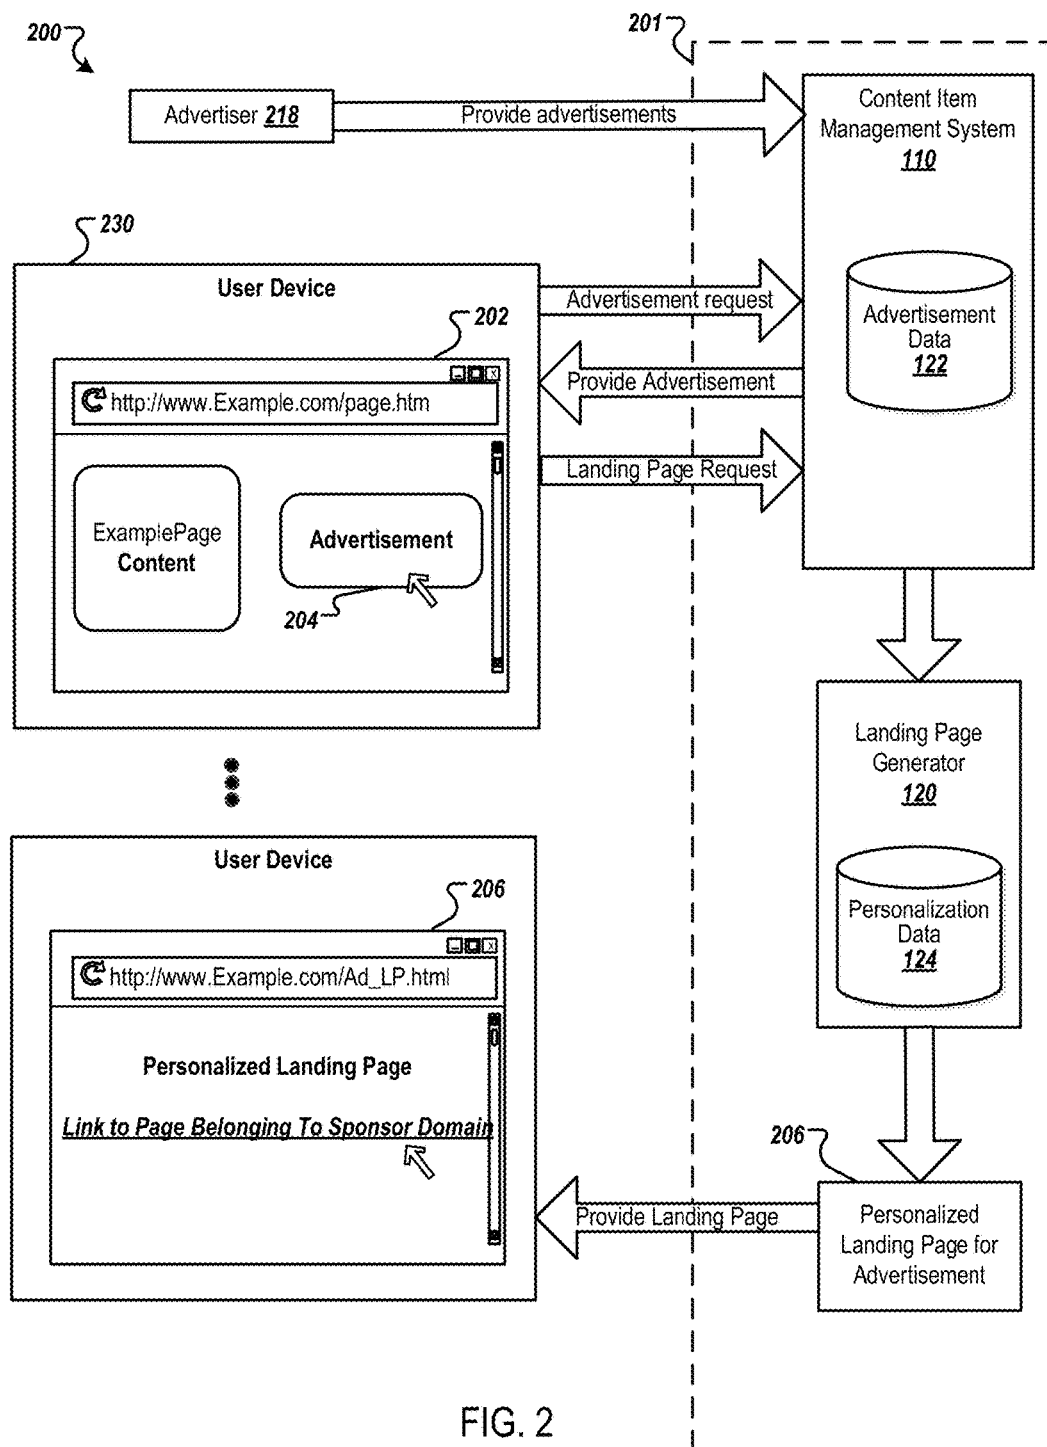 200
201
Advertiser 218
Provide advertisements
Content Item
Management System
110
230
User Device
202
Advertisement request
Provide Advertisement
Landing Page Request
Advertisement
Data
122
http://www.Example.com/page.htm
ExamplePage
Content
Advertisement
204
Landing Page
Generator
120
Personalization
Data
124
User Device
206
http://www.Example.com/Ad_LP.html
Personalized Landing Page
Link to Page Belonging To Sponsor Domain
206
Provide Landing Page
Personalized
Landing Page for
Advertisement
FIG. 2